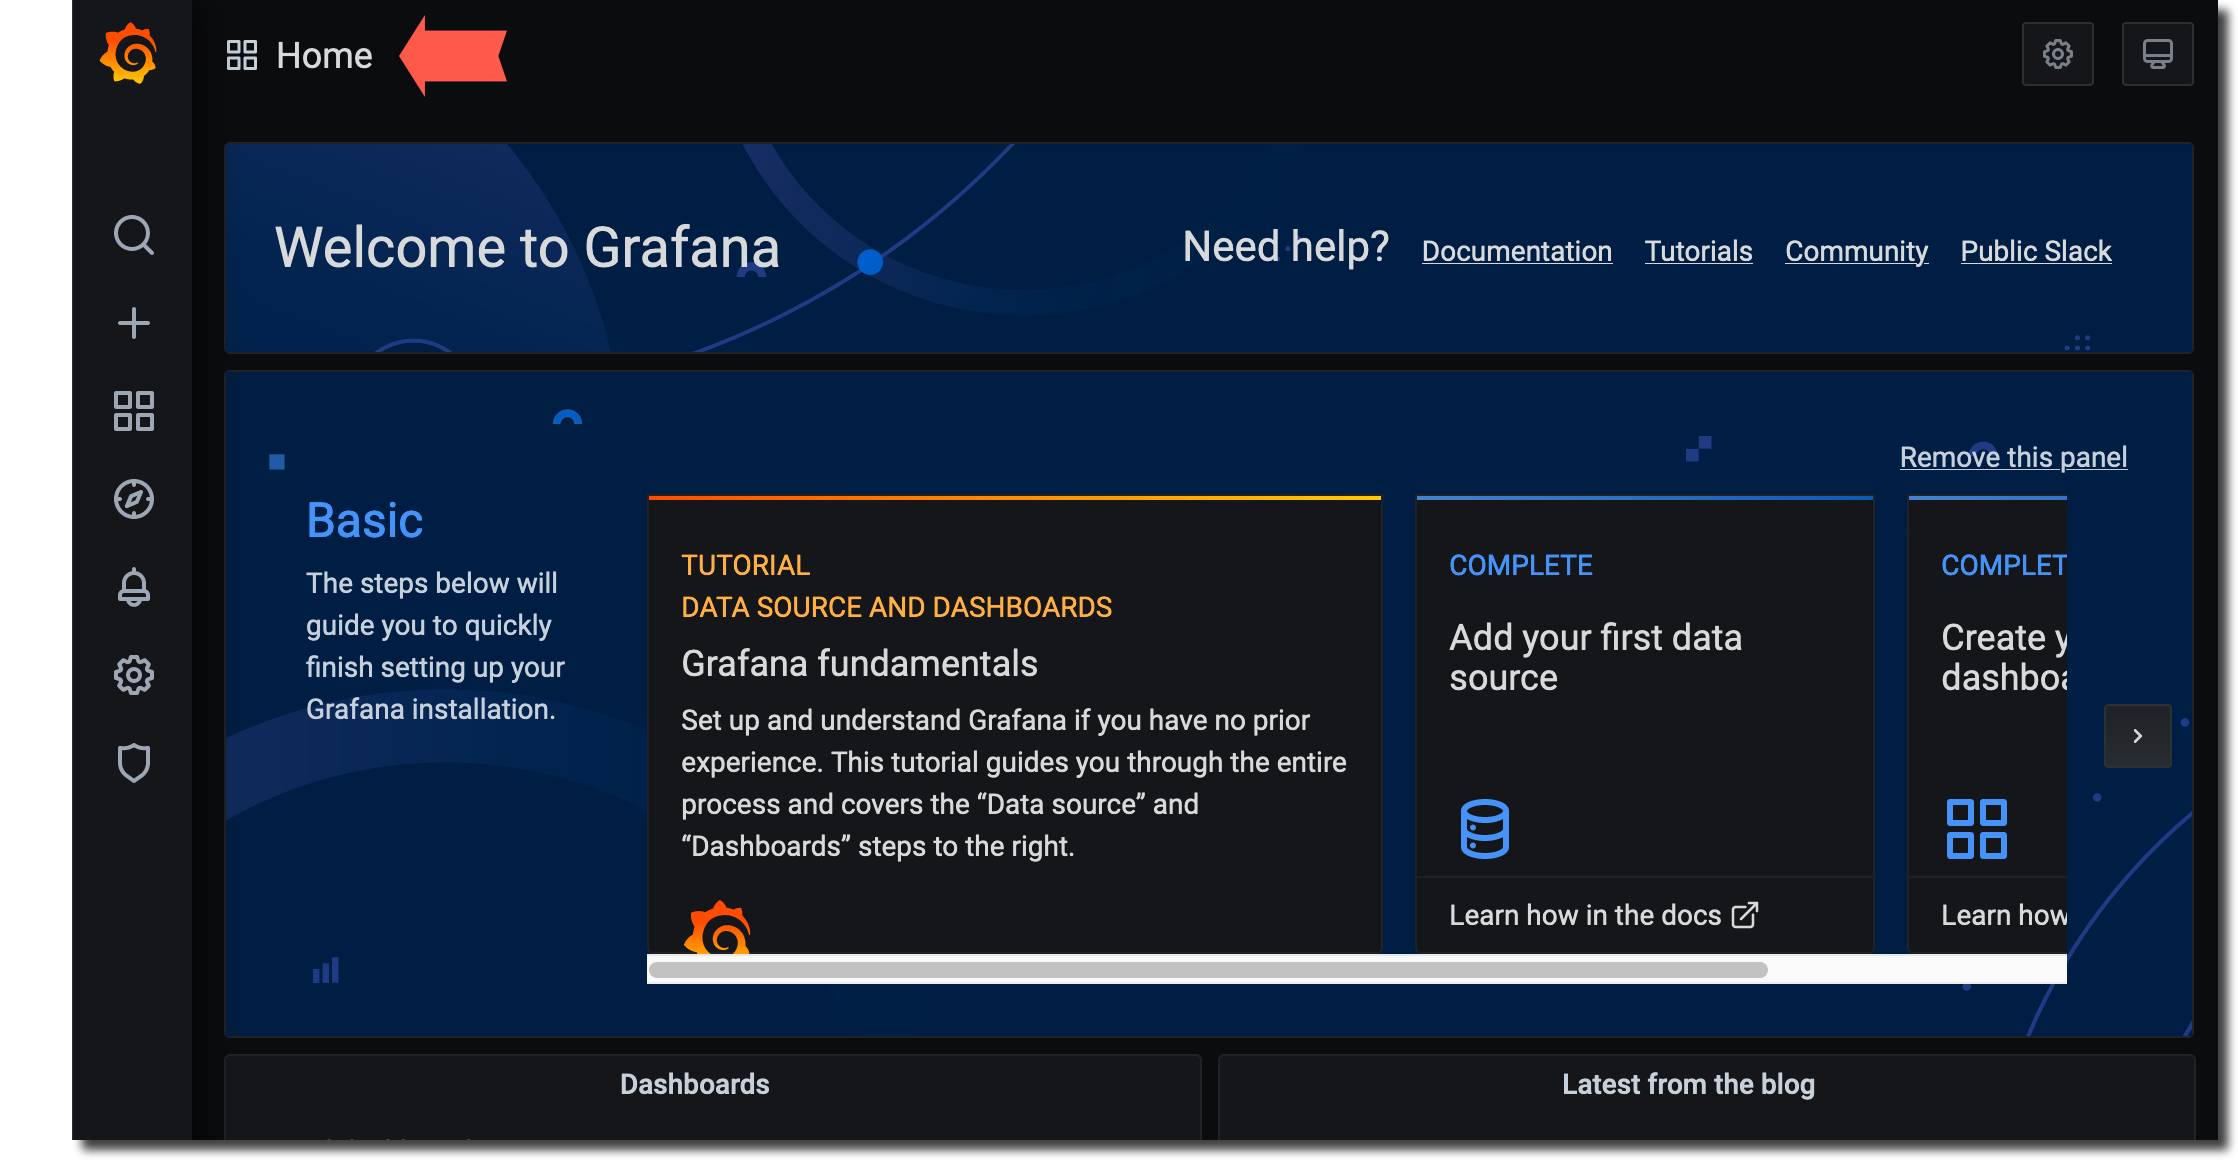 Home
Welcome to Grafana
Need help? Documentation Tutorials Community Public Slack
Remove this panel
Basic
The steps below will
guide you to quickly
finish setting up your
Grafana installation.
TUTORIAL
DATA SOURCE AND DASHBOARDS
Grafana fundamentals
Set up and understand Grafana if you have no prior
experience. This tutorial guides you through the entire
process and covers the “Data source” and
“Dashboards” steps to the right.
COMPLETE
Add your first data
source
Learn how in the docs
COMPLET
Create y
dashboa
Learn how
Dashboards
Latest from the blog